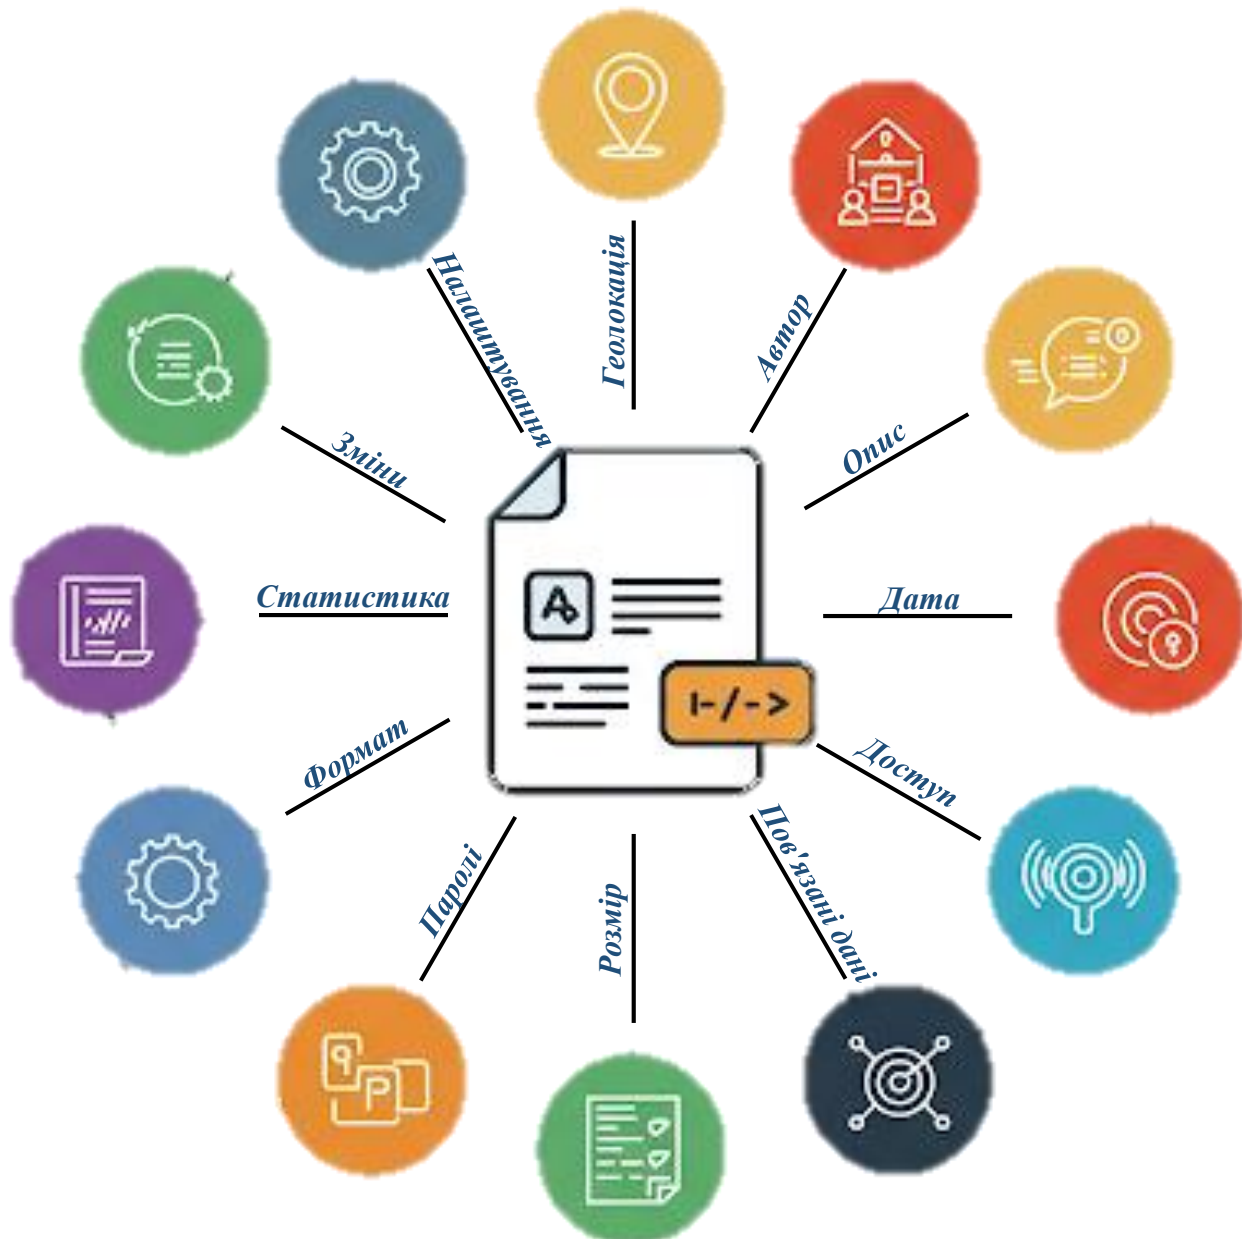 Геолокація
Автор
Опис
Дата
Доступ
Пов'язані дані
Розмір
Паролі
Формат
Статистика
Зміни
Налаштування
A
I-/->
P